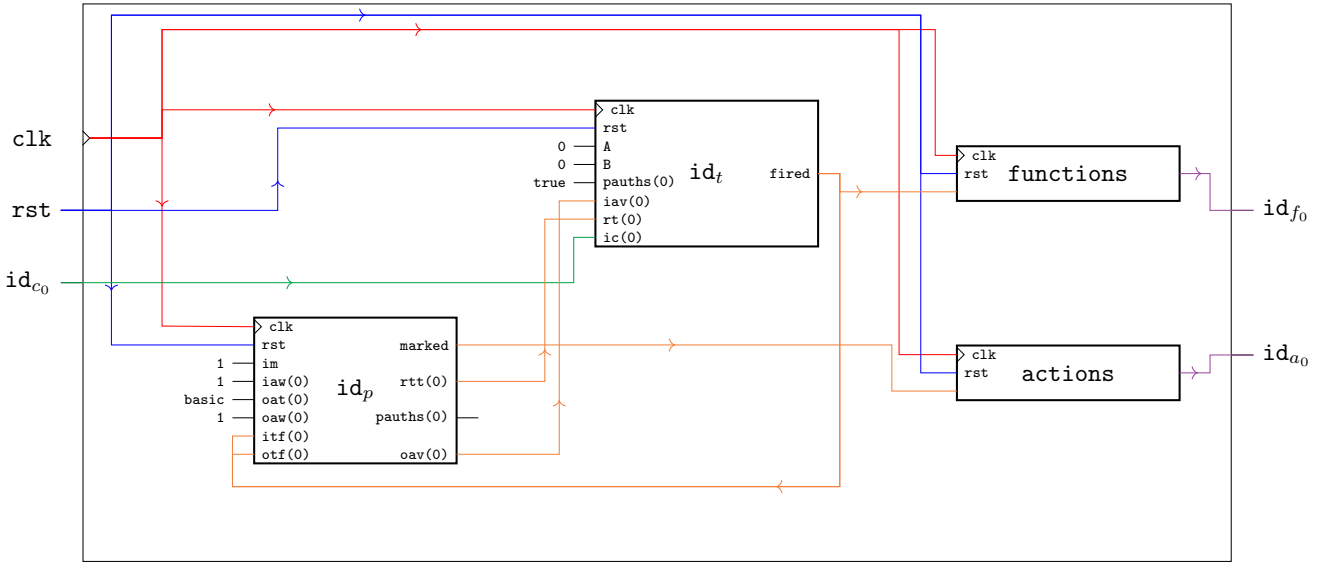 clk
rst
id_{c_0}
clk
rst
0 A
0 B
true pauths(0)
iav(0)
rt(0)
ic(0)
id_t
fired
clk
rst
im 1
iaw(0) 1
basic oat(0)
1 oaw(0)
itf(0)
otf(0)
id_p
marked
rtt(0)
pauths(0)
oav(0)
clk
rst
functions
clk
rst
actions
id_{f_0}
id_{a_0}